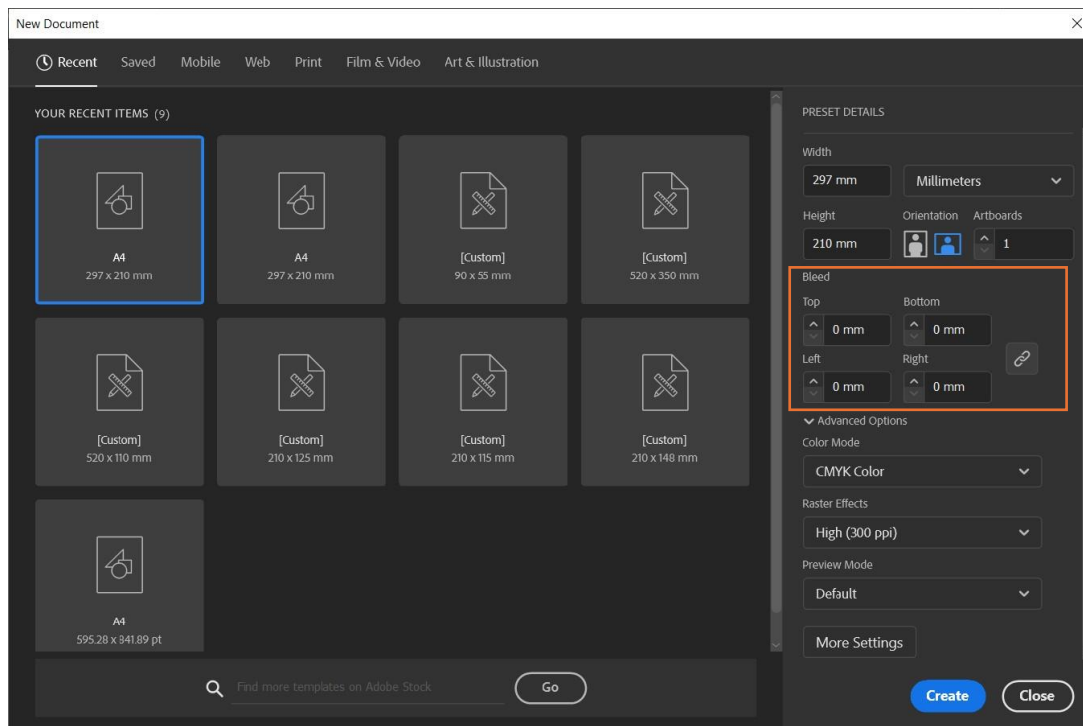 New Document
Recent Saved Mobile Web Print Film & Video Art & Illustration
YOUR RECENT ITEMS (9)
A4
297 x 210 mm
A4
297 x 210 mm
[Custom]
90 x 55 mm
[Custom]
520 x 350 mm
[Custom]
520 x 110 mm
[Custom]
210 x 125 mm
[Custom]
210 x 115 mm
[Custom]
210 x 148 mm
A4
595.28 x 841.89 pt
Find more templates on Adobe Stock
Go
PRESET DETAILS
Width
297 mm Millimeters
Height Orientation Artboards
210 mm 1
Bleed
Top Bottom
0 mm 0 mm
Left Right
0 mm 0 mm
Advanced Options
Color Mode
CMYK Color
Raster Effects
High (300 ppi)
Preview Mode
Default
More Settings
Create Close